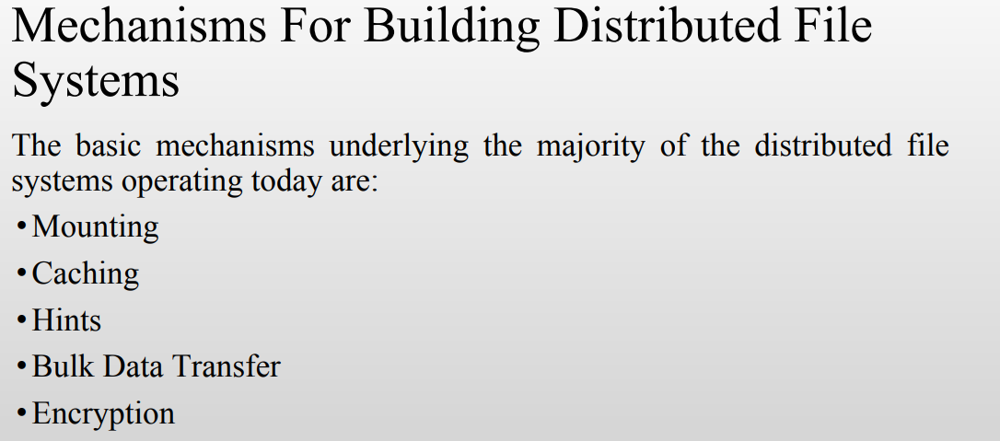 Mechanisms For Building Distributed File
Systems
The basic mechanisms underlying the majority of the distributed file
systems operating today are:
•Mounting
•Caching
•Hints
•Bulk Data Transfer
•Encryption